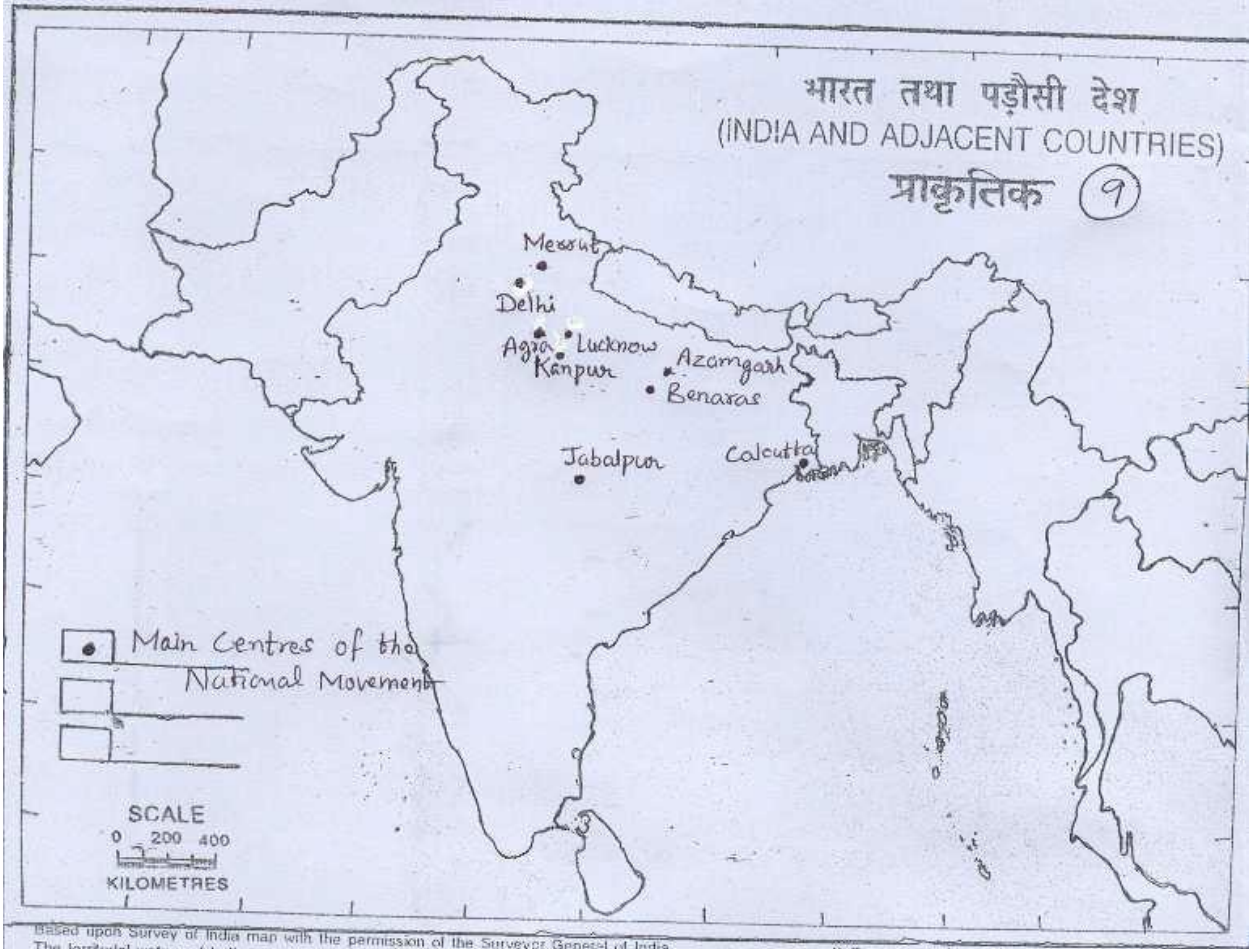 भारत तथा पड़ौसी देश
(INDIA AND ADJACENT COUNTRIES)
प्राकृतिक 9
Merrut
Delhi
Agra Lucknow
Kanpur
Azamgarh
Benaras
Jabalpur
Calcutta
Main Centres of the
National Movement
SCALE
0 200 400
KILOMETRES
Based upon Survey of India map with the permission of the Surveyor General of India